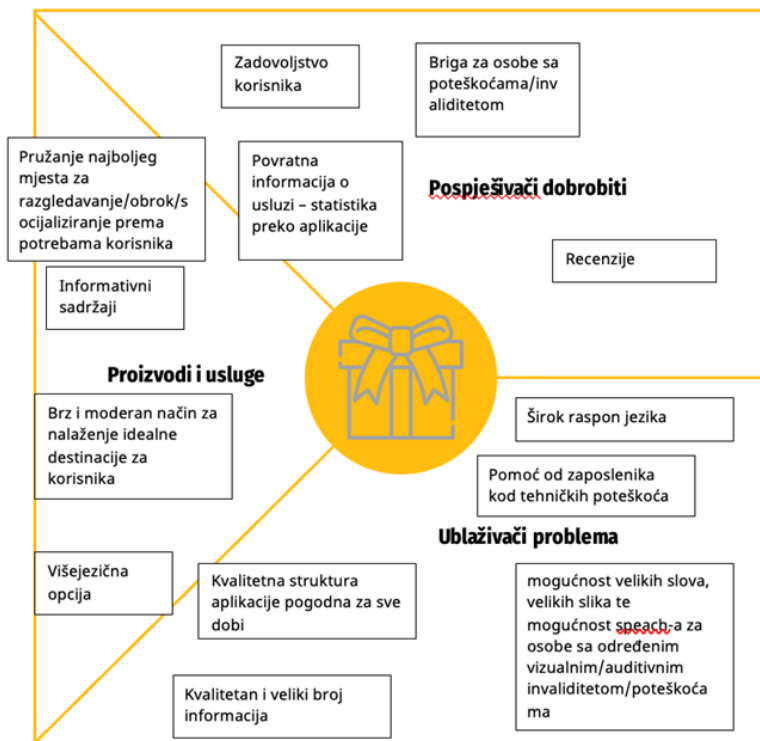 Zadovoljstvo
korisnika
Briga za osobe sa
poteškoćama/inv
aliditetom
Pružanje najboljeg
mjesta za
razgledavanje/obrok/s
ocijaliziranje prema
potrebama korisnika
Povratna
informacija o
usluzi – statistika
preko aplikacije
Pospješivači dobrobiti
Recenzije
Informativni
sadržaji
Proizvodi i usluge
Brz i moderan način za
nalaženje idealne
destinacije za
korisnika
Širok raspon jezika
Pomoć od zaposlenika
kod tehničkih poteškoća
Ublaživači problema
Višejezična
opcija
Kvalitetna struktura
aplikacije pogodna za sve
dobi
mogućnost velikih slova,
velikih slika te
mogućnost speach-a za
osobe sa određenim
vizualnim/auditivnim
invaliditetom/poteškoća
ma
Kvalitetan i veliki broj
informacija